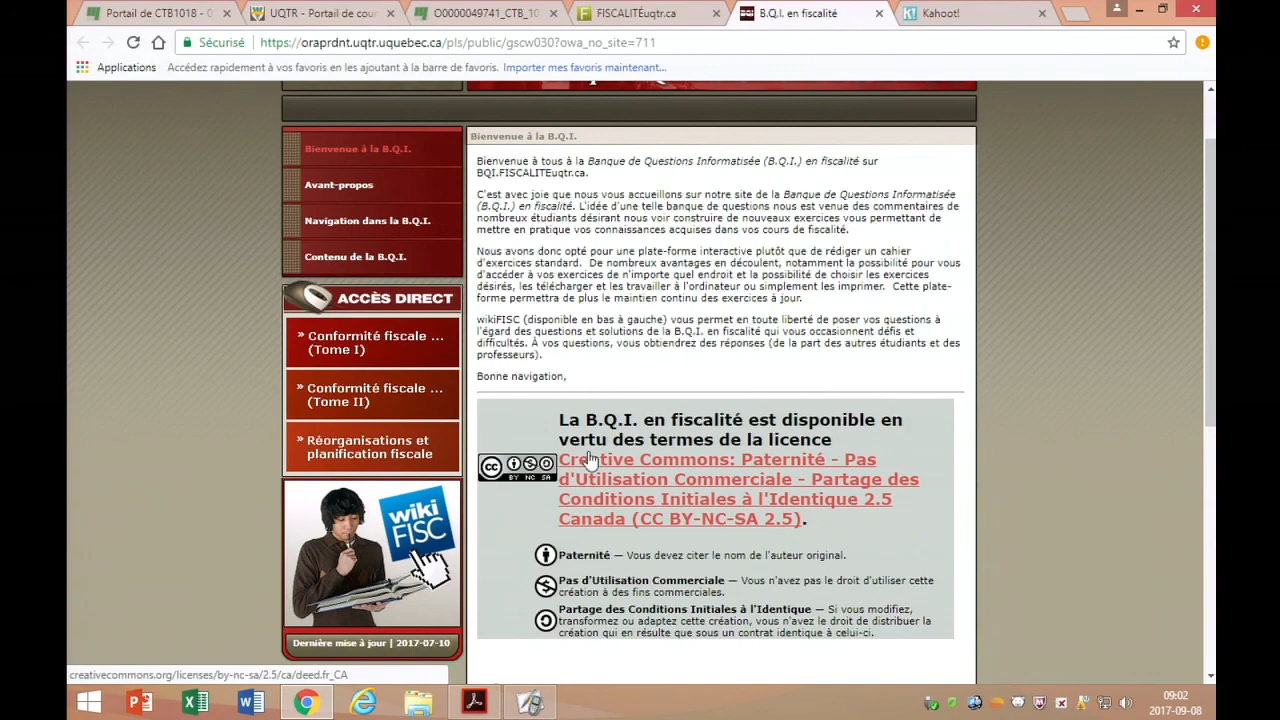 Portail de CTB1018 - 0
UQTR - Portail de cour
O0000049741_CTB_10
FISCALITÉuqtr.ca
B.Q.I. en fiscalité
Kahoot!
Sécurisé
https://oraprdnt.uqtr.uquebec.ca/pls/public/gscw030?owa_no_site=711
Applications
Accédez rapidement à vos favoris en les ajoutant à la barre de favoris.
Importer mes favoris maintenant...
Bienvenue à la B.Q.I.
Avant-propos
Navigation dans la B.Q.I.
Contenu de la B.Q.I.
ACCÈS DIRECT
» Conformité fiscale ...
(Tome I)
» Conformité fiscale ...
(Tome II)
» Réorganisations et
planification fiscale
wiki
FISC
Dernière mise à jour | 2017-07-10
Bienvenue à la B.Q.I.
Bienvenue à tous à la Banque de Questions Informatisée (B.Q.I.) en fiscalité sur
BQI.FISCALITEuqtr.ca.
C'est avec joie que nous vous accueillons sur notre site de la Banque de Questions Informatisée
(B.Q.I.) en fiscalité. L'idée d'une telle banque de questions nous est venue des commentaires de
nombreux étudiants désirant nous voir construire de nouveaux exercices vous permettant de
mettre en pratique vos connaissances acquises dans vos cours de fiscalité.
Nous avons donc opté pour une plate-forme interactive plutôt que de rédiger un cahier
d'exercices standard. De nombreux avantages en découlent, notamment la possibilité pour vous
d'accéder à vos exercices de n'importe quel endroit et la possibilité de choisir les exercices
désirés, les télécharger et les travailler à l'ordinateur ou simplement les imprimer. Cette plate-
forme permettra de plus le maintien continu des exercices à jour.
wikiFISC (disponible en bas à gauche) vous permet en toute liberté de poser vos questions à
l'égard des questions et solutions de la B.Q.I. en fiscalité qui vous occasionnent défis et
difficultés. À vos questions, vous obtiendrez des réponses (de la part des autres étudiants et des
professeurs).
Bonne navigation,
La B.Q.I. en fiscalité est disponible en
vertu des termes de la licence
Creative Commons: Paternité - Pas
d'Utilisation Commerciale - Partage des
Conditions Initiales à l'Identique 2.5
Canada (CC BY-NC-SA 2.5).
cc
BY NC SA
Paternité — Vous devez citer le nom de l'auteur original.
Pas d'Utilisation Commerciale — Vous n'avez pas le droit d'utiliser cette
création à des fins commerciales.
Partage des Conditions Initiales à l'Identique — Si vous modifiez,
transformez ou adaptez cette création, vous n'avez le droit de distribuer la
création qui en résulte que sous un contrat identique à celui-ci.
creativecommons.org/licenses/by-nc-sa/2.5/ca/deed.fr_CA
09:02
2017-09-08